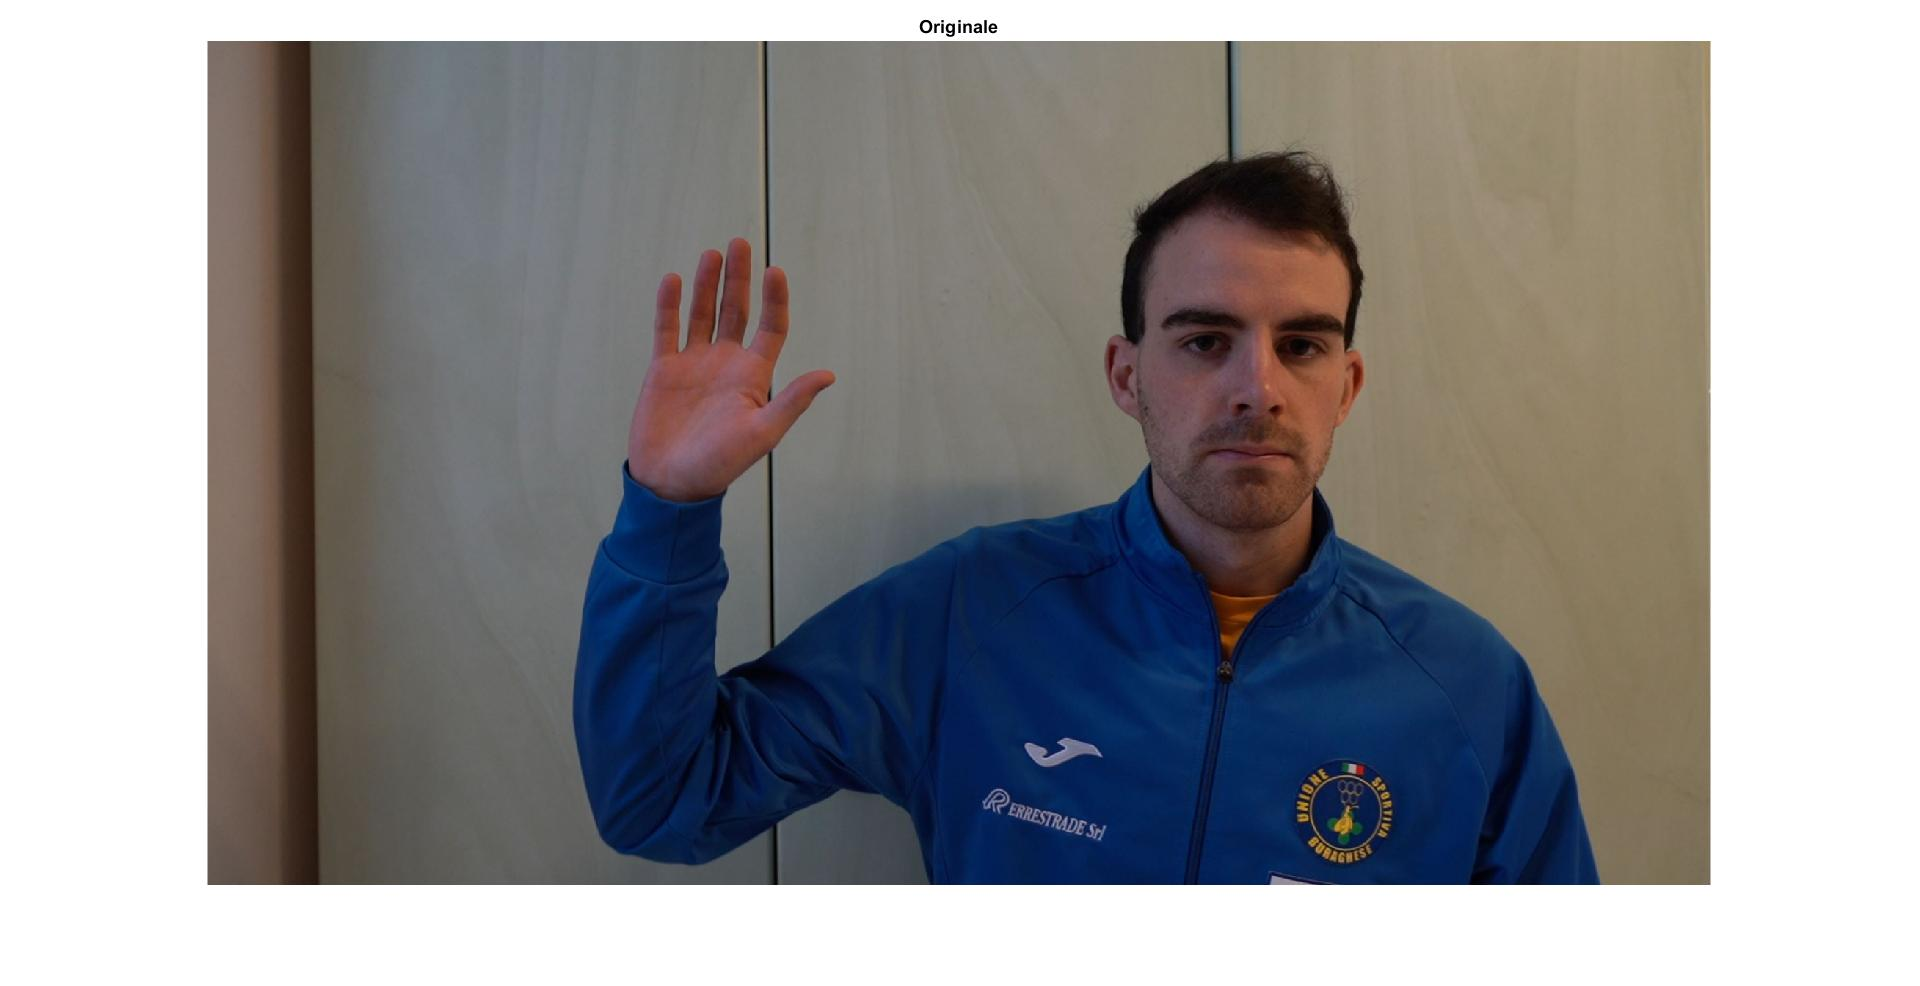 Originale
ERRESTRADE Srl
UNIONE SPORTIVA
BURAGHESE